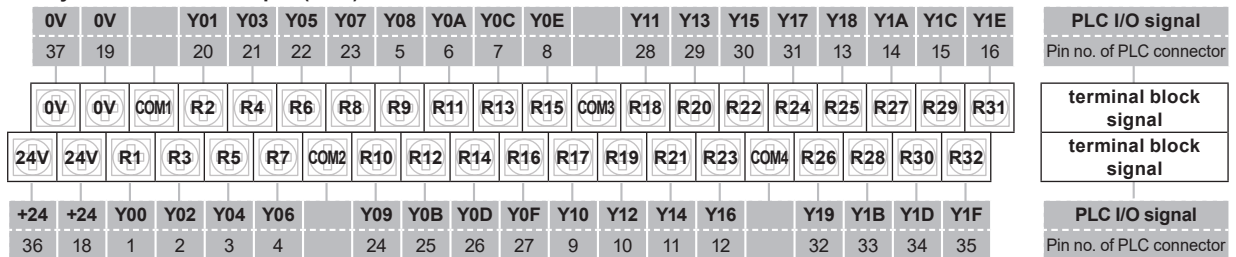 0V 0V Y01 Y03 Y05 Y07 Y08 Y0A Y0C Y0E Y11 Y13 Y15 Y17 Y18 Y1A Y1C Y1E PLC I/O signal
37 19 20 21 22 23 5 6 7 8 28 29 30 31 13 14 15 16 Pin no. of PLC connector
0V 0V COM1 R2 R4 R6 R8 R9 R11 R13 R15 COM3 R18 R20 R22 R24 R25 R27 R29 R31 terminal block
signal
24V 24V R1 R3 R5 R7 COM2 R10 R12 R14 R16 R17 R19 R21 R23 COM4 R26 R28 R30 R32 terminal block
signal
+24 +24 Y00 Y02 Y04 Y06 Y09 Y0B Y0D Y0F Y10 Y12 Y14 Y16 Y19 Y1B Y1D Y1F PLC I/O signal
36 18 1 2 3 4 24 25 26 27 9 10 11 12 32 33 34 35 Pin no. of PLC connector